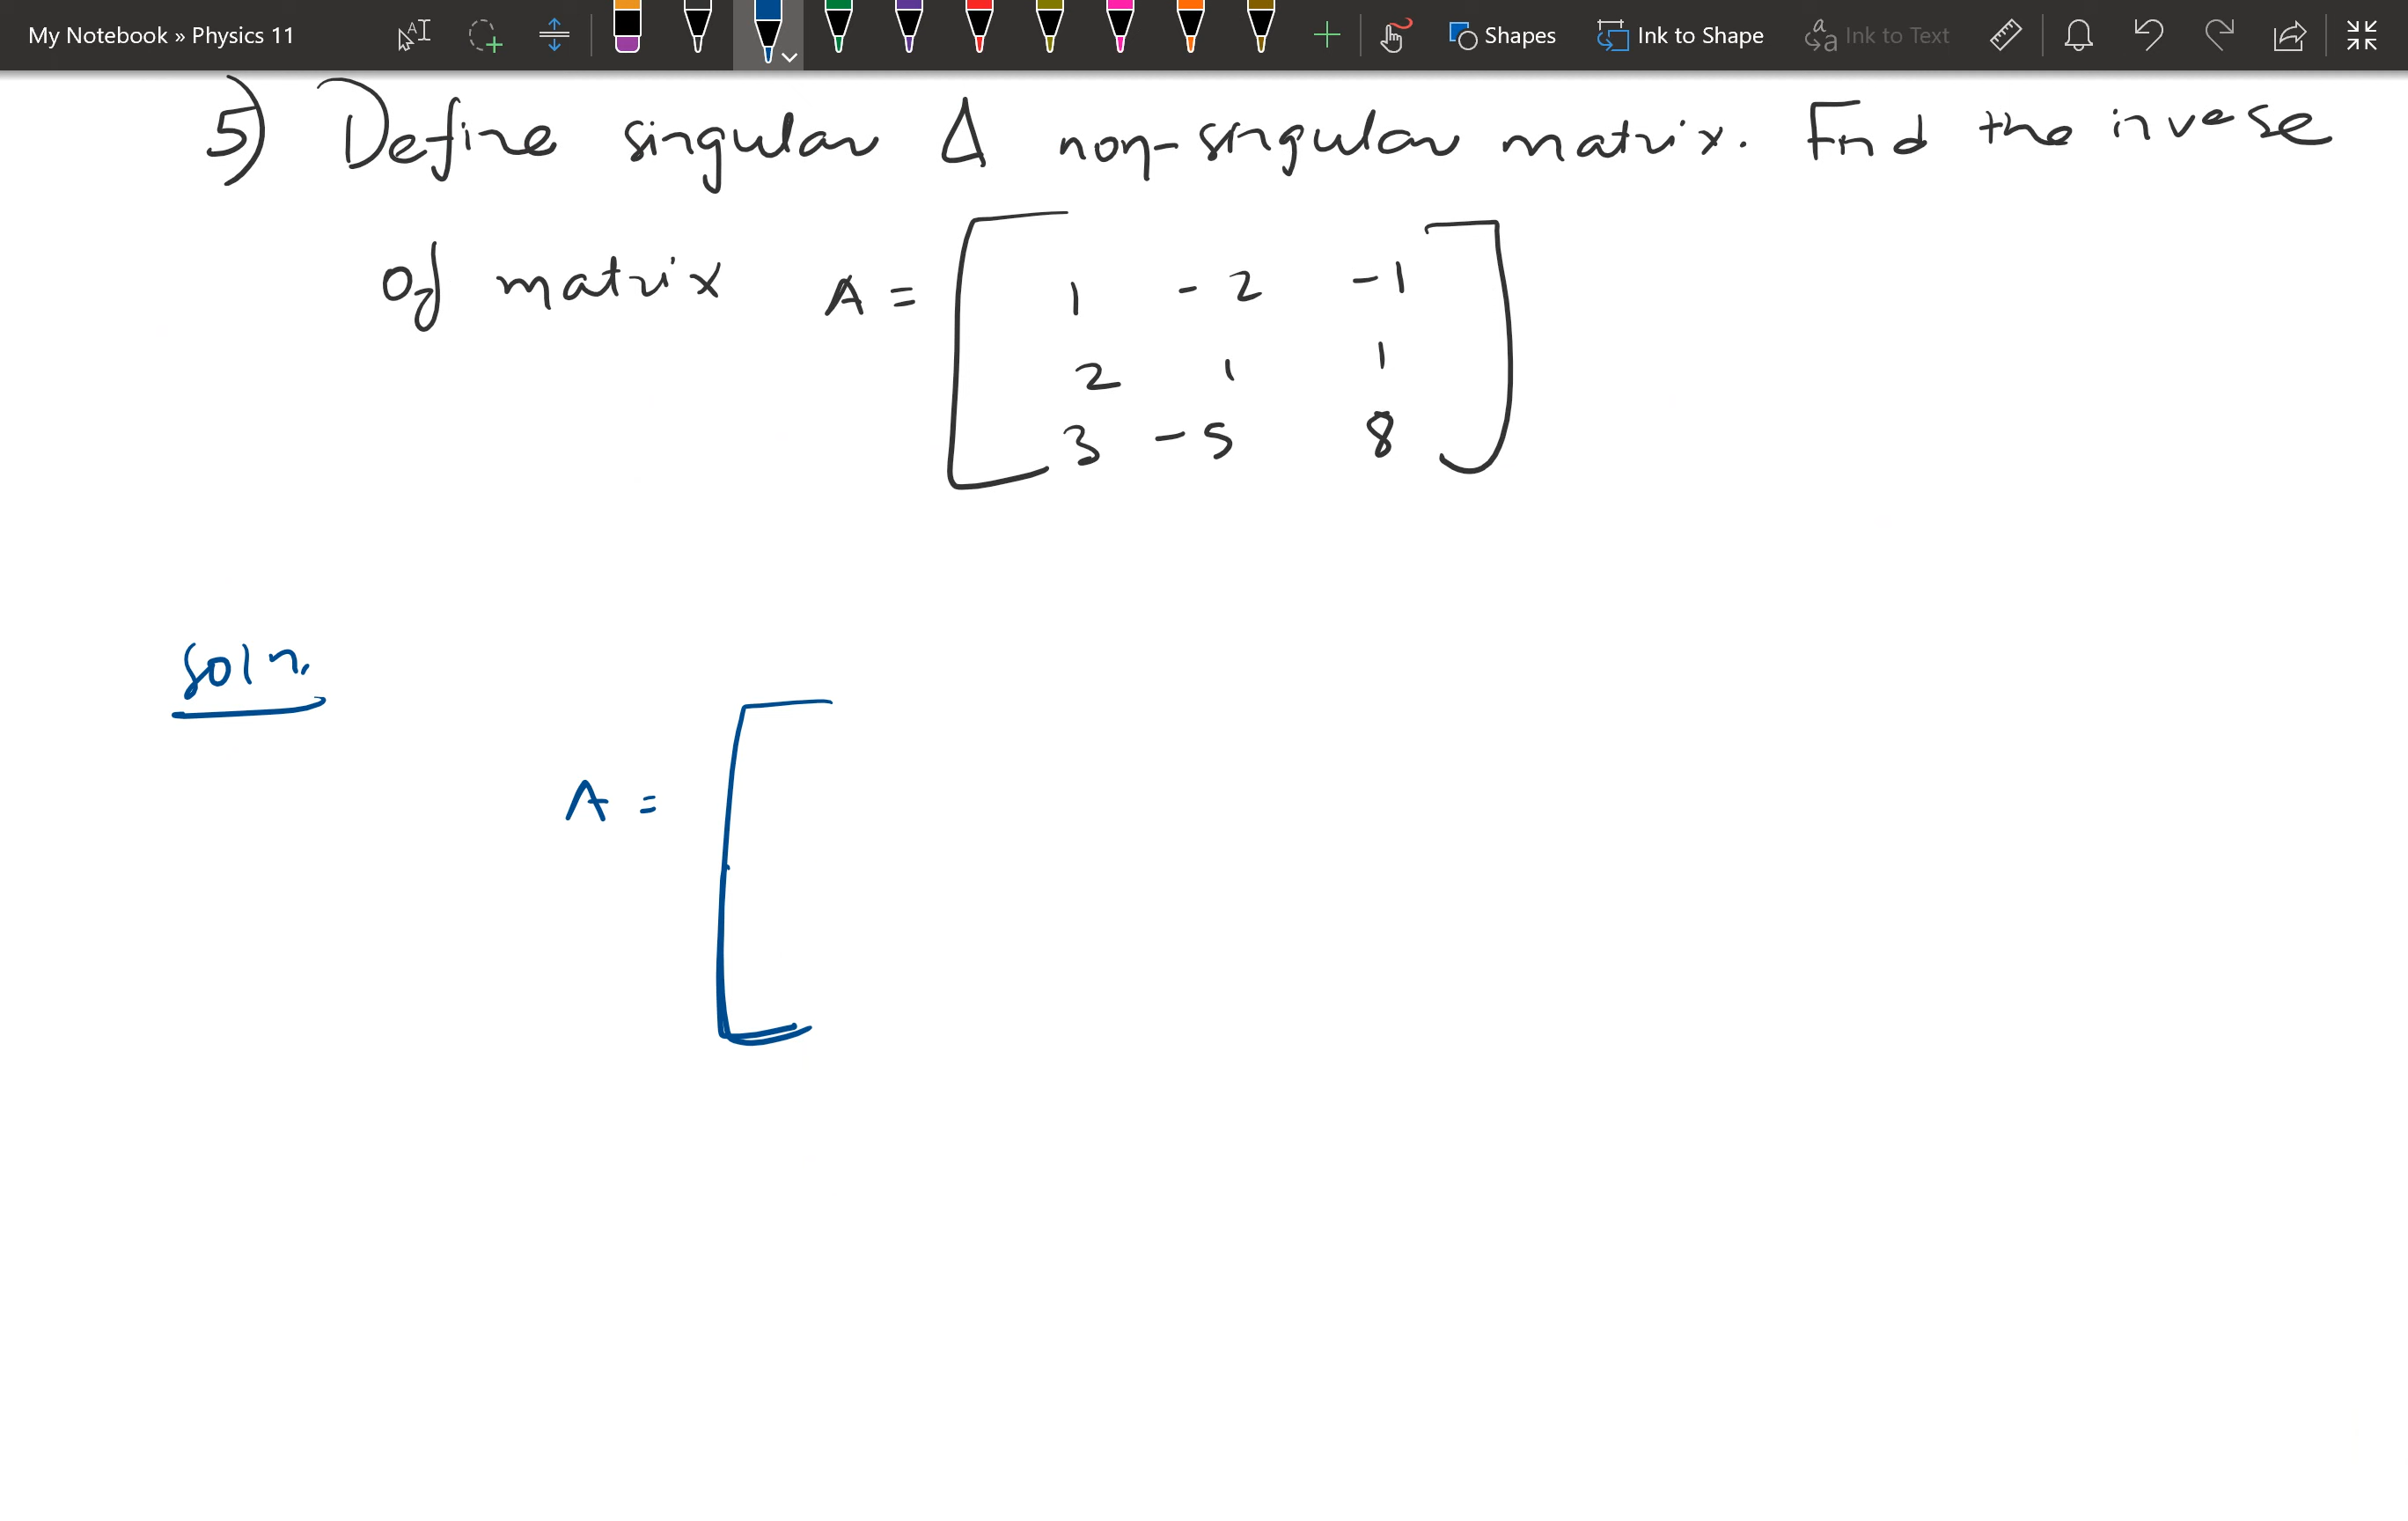 My Notebook » Physics 11 Shapes Ink to Shape Ink to Text
5) Define singular & non-singular matrix. Find the invese
of matrix A = [ 1 -2 -1
2 1 1
3 -5 8 ]
Soln.
A = [